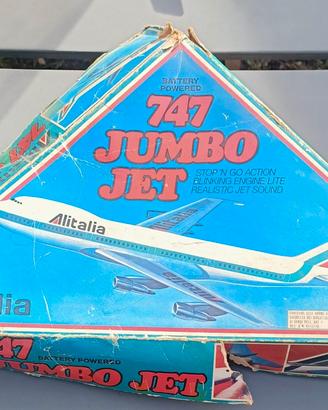 BATTERY
POWERED
747
JUMBO
JET
STOP 'N GO ACTION
BLINKING ENGINE LITE
REALISTIC JET SOUND
Alitalia
Alitalia
lia
47
BATTERY POWERED
JUMBO JET